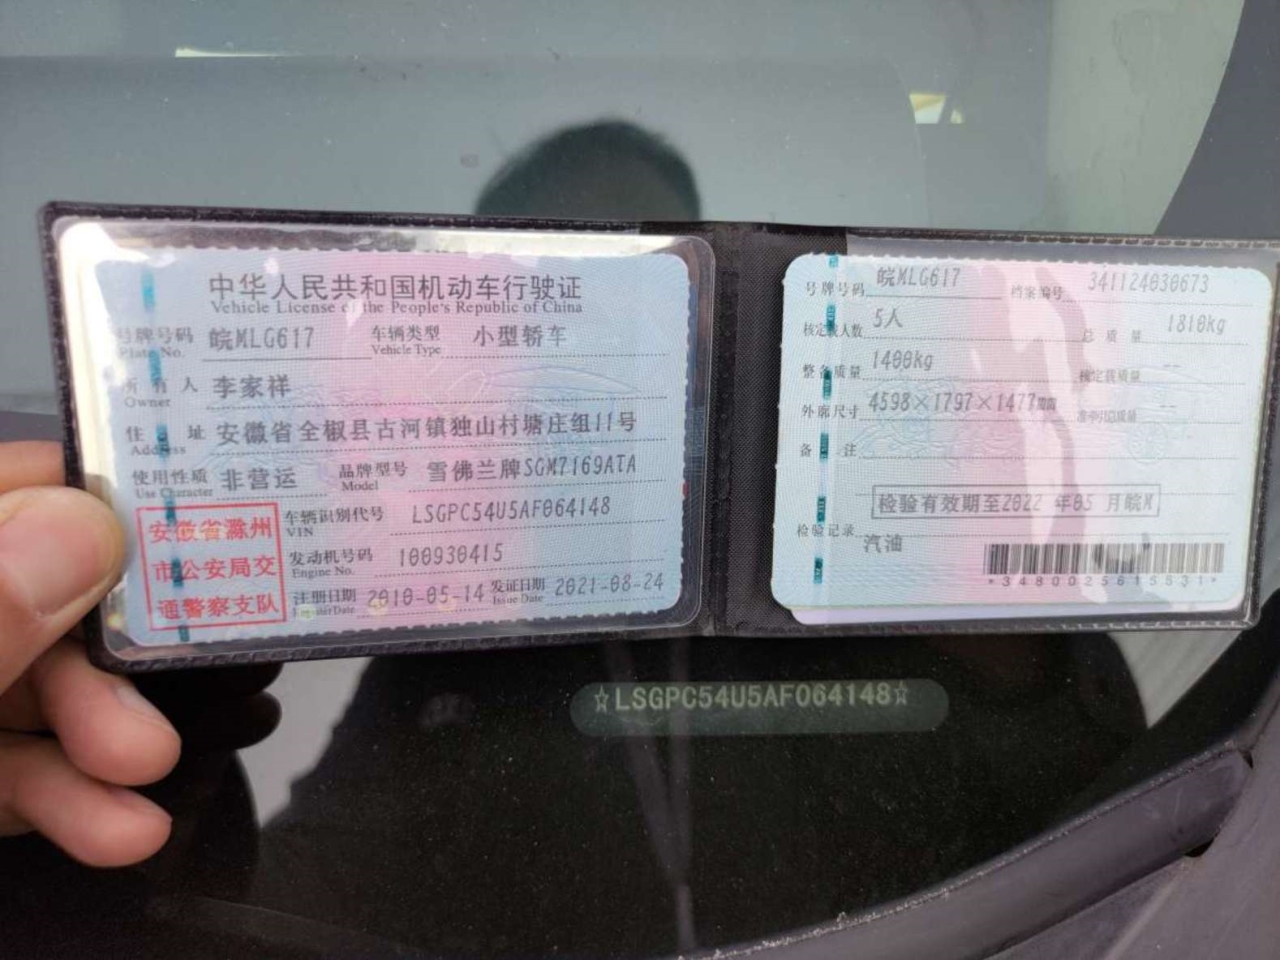 中华人民共和国机动车行驶证
Vehicle License of the People's Republic of China
号牌号码 皖MLG617 车辆类型 小型轿车
Plate No. Vehicle Type
所有人 李家祥
Owner
住址 安徽省全椒县古河镇独山村塘庄组11号
Address
使用性质 非营运 品牌型号 雪佛兰牌SGM7169ATA
Use Character Model
车辆识别代号 LSGPC54U5AF064148
VIN
发动机号码 100930415
Engine No.
注册日期 2010-05-14 发证日期 2021-08-24
Register Date Issue Date
安徽省滁州
市公安局交
通警察支队
号牌号码 皖MLG617 档案编号 341124030673
核定载人数 5人 总质量 1810kg
整备质量 1400kg 核定载质量 --
外廓尺寸 4598×1797×1477mm 准牵引总质量 --
备注
检验有效期至2022 年05 月皖M
检验记录
汽油
*3480025615531*
☆LSGPC54U5AF064148☆